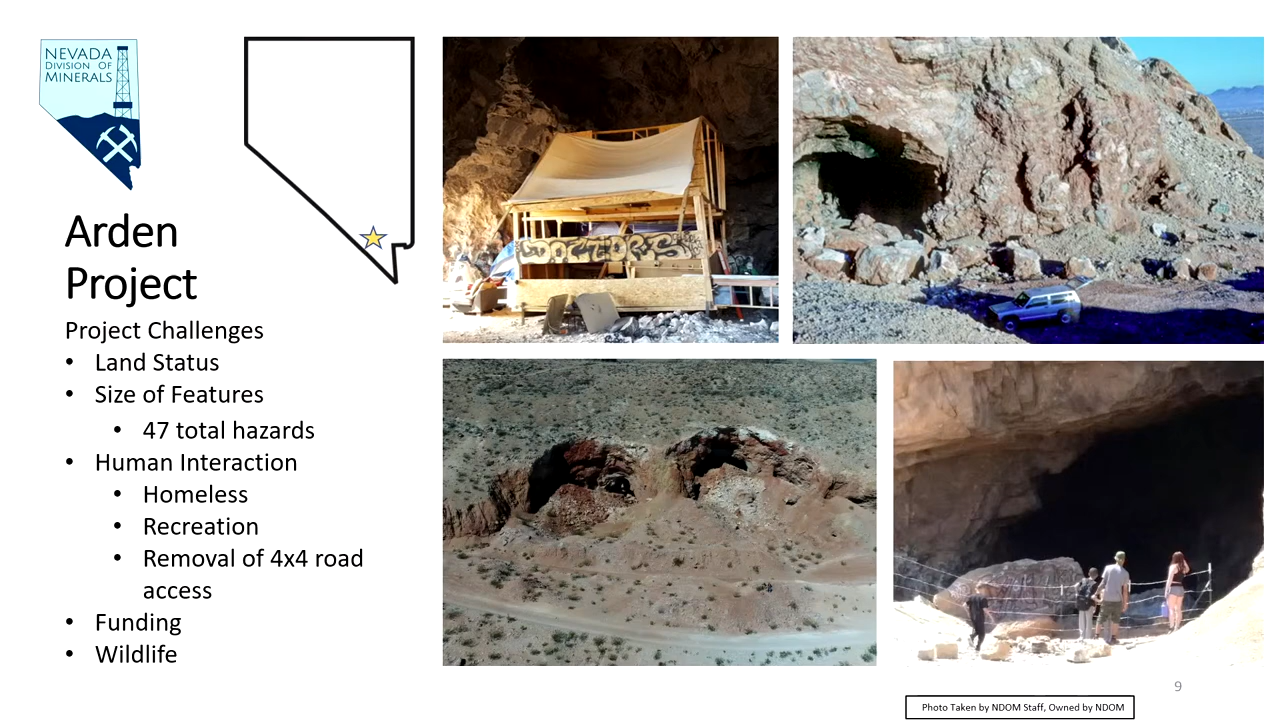 NEVADA
DIVISION OF
MINERALS
Arden
Project
Project Challenges
• Land Status
• Size of Features
• 47 total hazards
• Human Interaction
• Homeless
• Recreation
• Removal of 4x4 road
access
• Funding
• Wildlife
DOCTORS
9
Photo Taken by NDOM Staff, Owned by NDOM